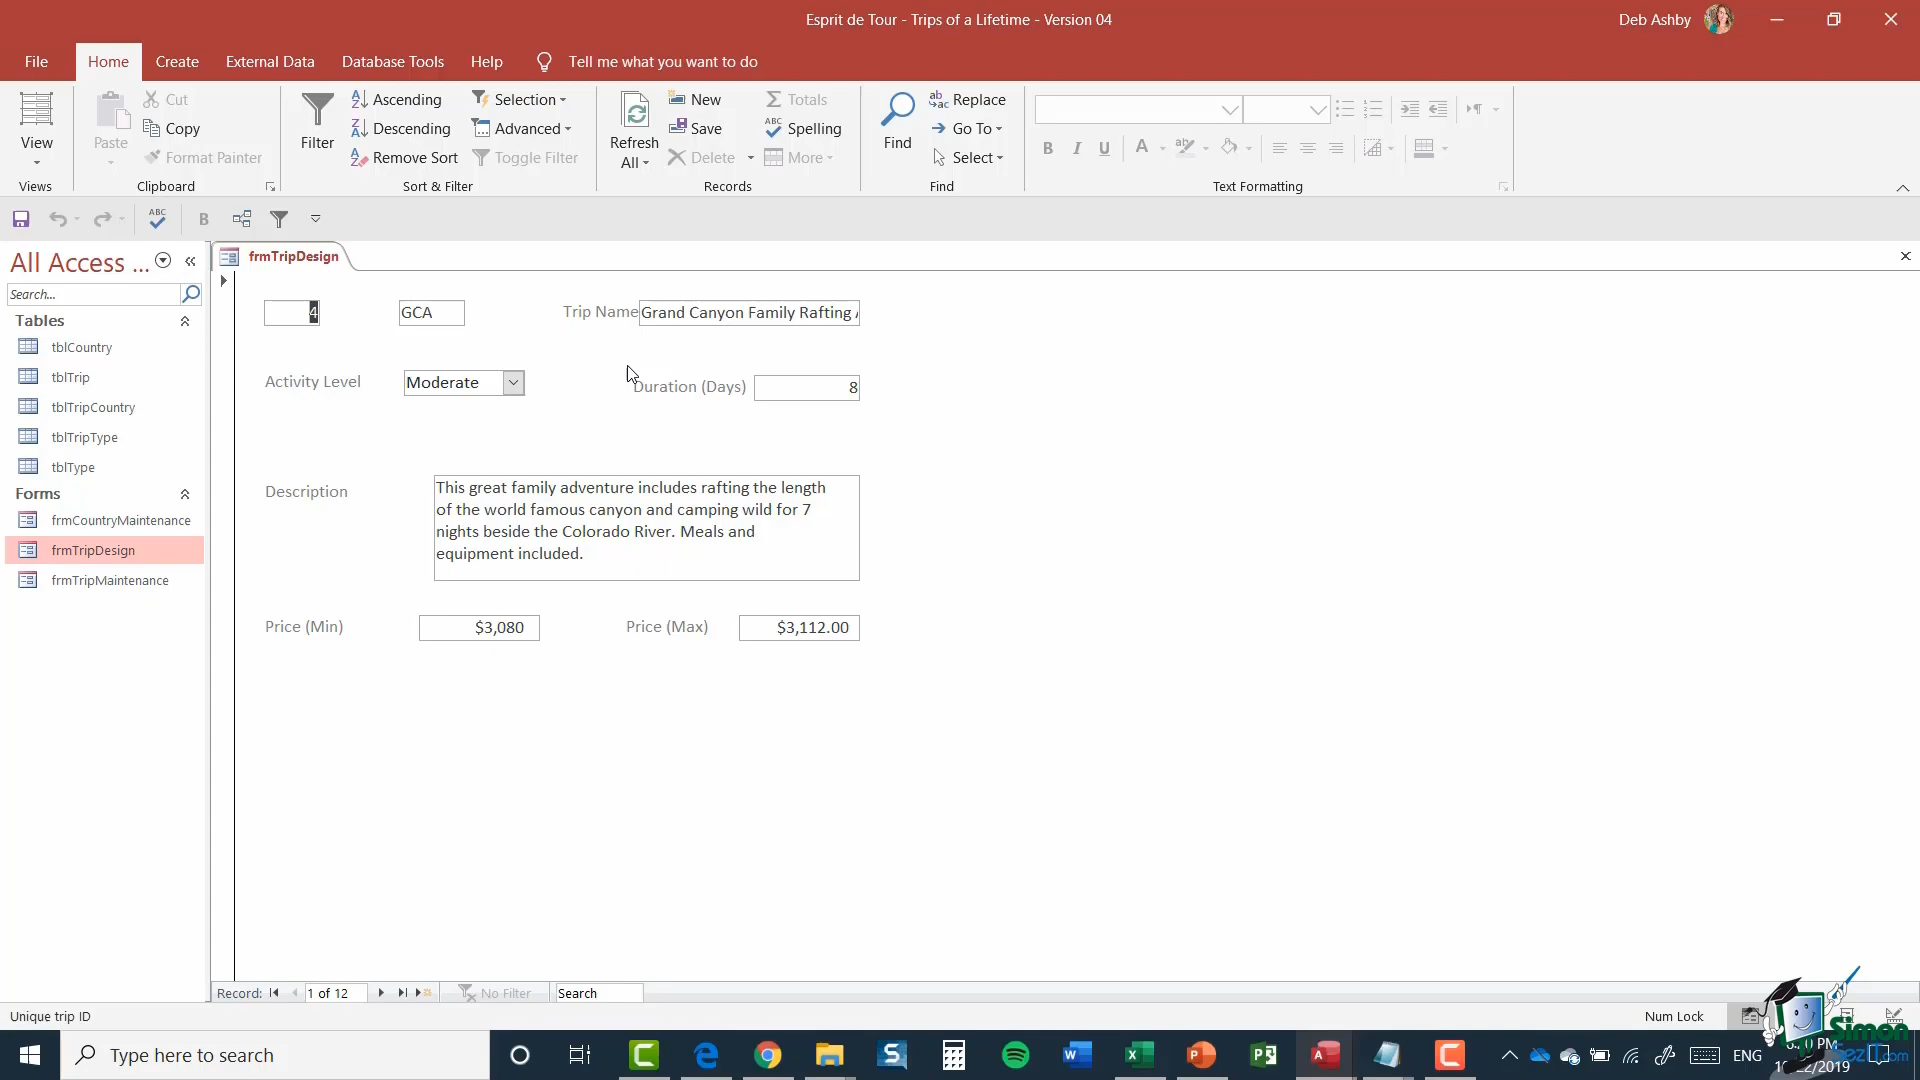 Esprit de Tour - Trips of a Lifetime - Version 04
Deb Ashby
File Home Create External Data Database Tools Help Tell me what you want to do
View
Views
Paste
Cut
Copy
Format Painter
Clipboard
Filter
Ascending
Descending
Remove Sort
Selection
Advanced
Toggle Filter
Sort & Filter
Refresh
All
New
Save
Delete
Totals
Spelling
More
Records
Find
Replace
Go To
Select
Find
B I U A
Text Formatting
ABC
B
All Access ...
Search...
Tables
tblCountry
tblTrip
tblTripCountry
tblTripType
tblType
Forms
frmCountryMaintenance
frmTripDesign
frmTripMaintenance
frmTripDesign
4 GCA Trip Name Grand Canyon Family Rafting
Activity Level Moderate Duration (Days) 8
Description
This great family adventure includes rafting the length
of the world famous canyon and camping wild for 7
nights beside the Colorado River. Meals and
equipment included.
Price (Min) $3,080 Price (Max) $3,112.00
Record: 1 of 12 No Filter Search
Unique trip ID
Num Lock
Type here to search
ENG
Simon
SezIT.com